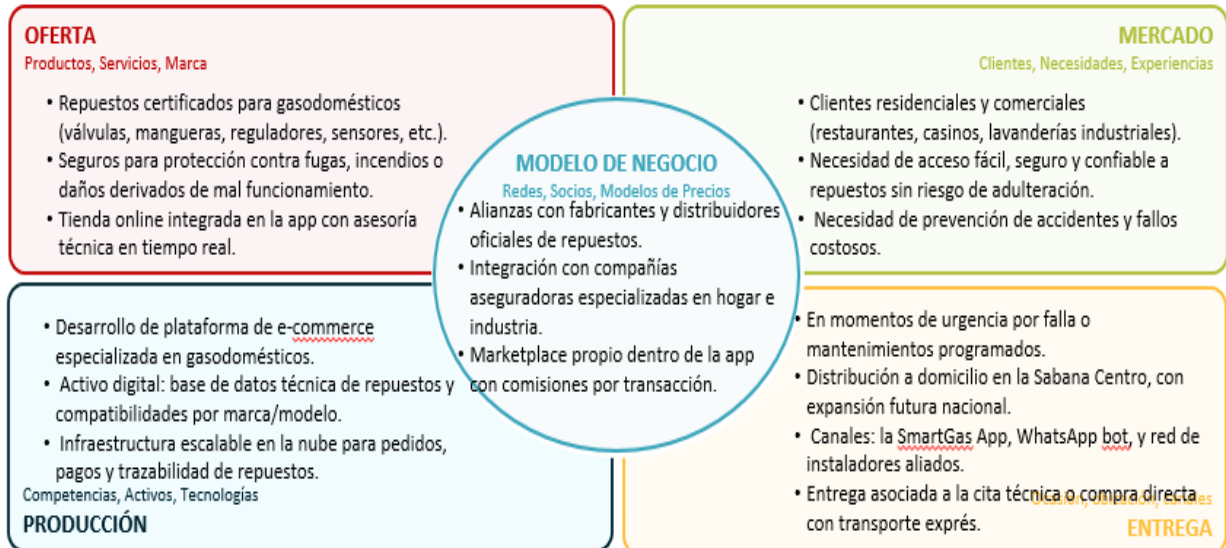 OFERTA
Productos, Servicios, Marca
• Repuestos certificados para gasodomésticos
(válvulas, mangueras, reguladores, sensores, etc.).
• Seguros para protección contra fugas, incendios o
daños derivados de mal funcionamiento.
• Tienda online integrada en la app con asesoría
técnica en tiempo real.
MERCADO
Clientes, Necesidades, Experiencias
• Clientes residenciales y comerciales
(restaurantes, casinos, lavanderías industriales).
• Necesidad de acceso fácil, seguro y confiable a
repuestos sin riesgo de adulteración.
• Necesidad de prevención de accidentes y fallos
costosos.
MODELO DE NEGOCIO
Redes, Socios, Modelos de Precios
• Alianzas con fabricantes y distribuidores
oficiales de repuestos.
• Integración con compañías
aseguradoras especializadas en hogar e
industria.
• Marketplace propio dentro de la app
con comisiones por transacción.
• Desarrollo de plataforma de e-commerce
especializada en gasodomésticos.
• Activo digital: base de datos técnica de repuestos y
compatibilidades por marca/modelo.
• Infraestructura escalable en la nube para pedidos,
pagos y trazabilidad de repuestos.
Competencias, Activos, Tecnologías
PRODUCCIÓN
• En momentos de urgencia por falla o
mantenimientos programados.
• Distribución a domicilio en la Sabana Centro, con
expansión futura nacional.
• Canales: la SmartGas App, WhatsApp bot, y red de
instaladores aliados.
• Entrega asociada a la cita técnica o compra directa
con transporte exprés.
ENTREGA